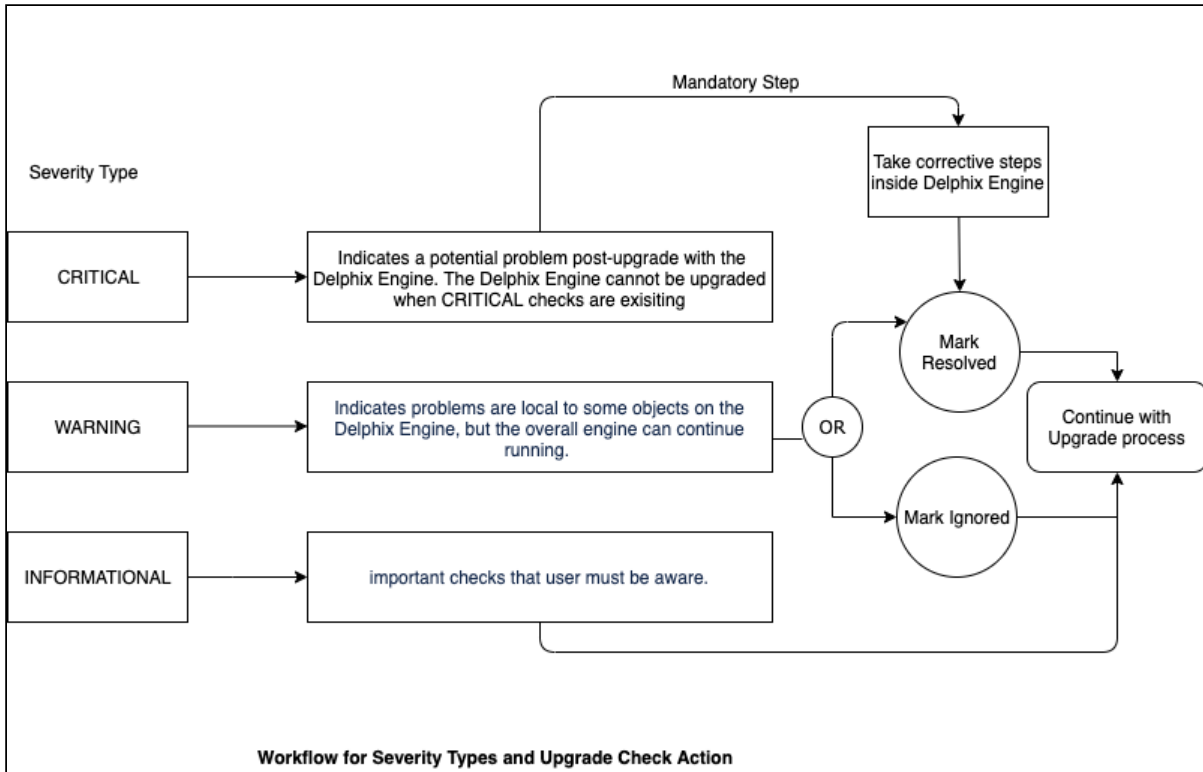 Mandatory Step
Severity Type
Take corrective steps
inside Delphix Engine
CRITICAL
Indicates a potential problem post-upgrade with the
Delphix Engine. The Delphix Engine cannot be upgraded
when CRITICAL checks are exisiting
Mark
Resolved
WARNING
Indicates problems are local to some objects on the
Delphix Engine, but the overall engine can continue
running.
OR
Continue with
Upgrade process
Mark Ignored
INFORMATIONAL
important checks that user must be aware.
Workflow for Severity Types and Upgrade Check Action